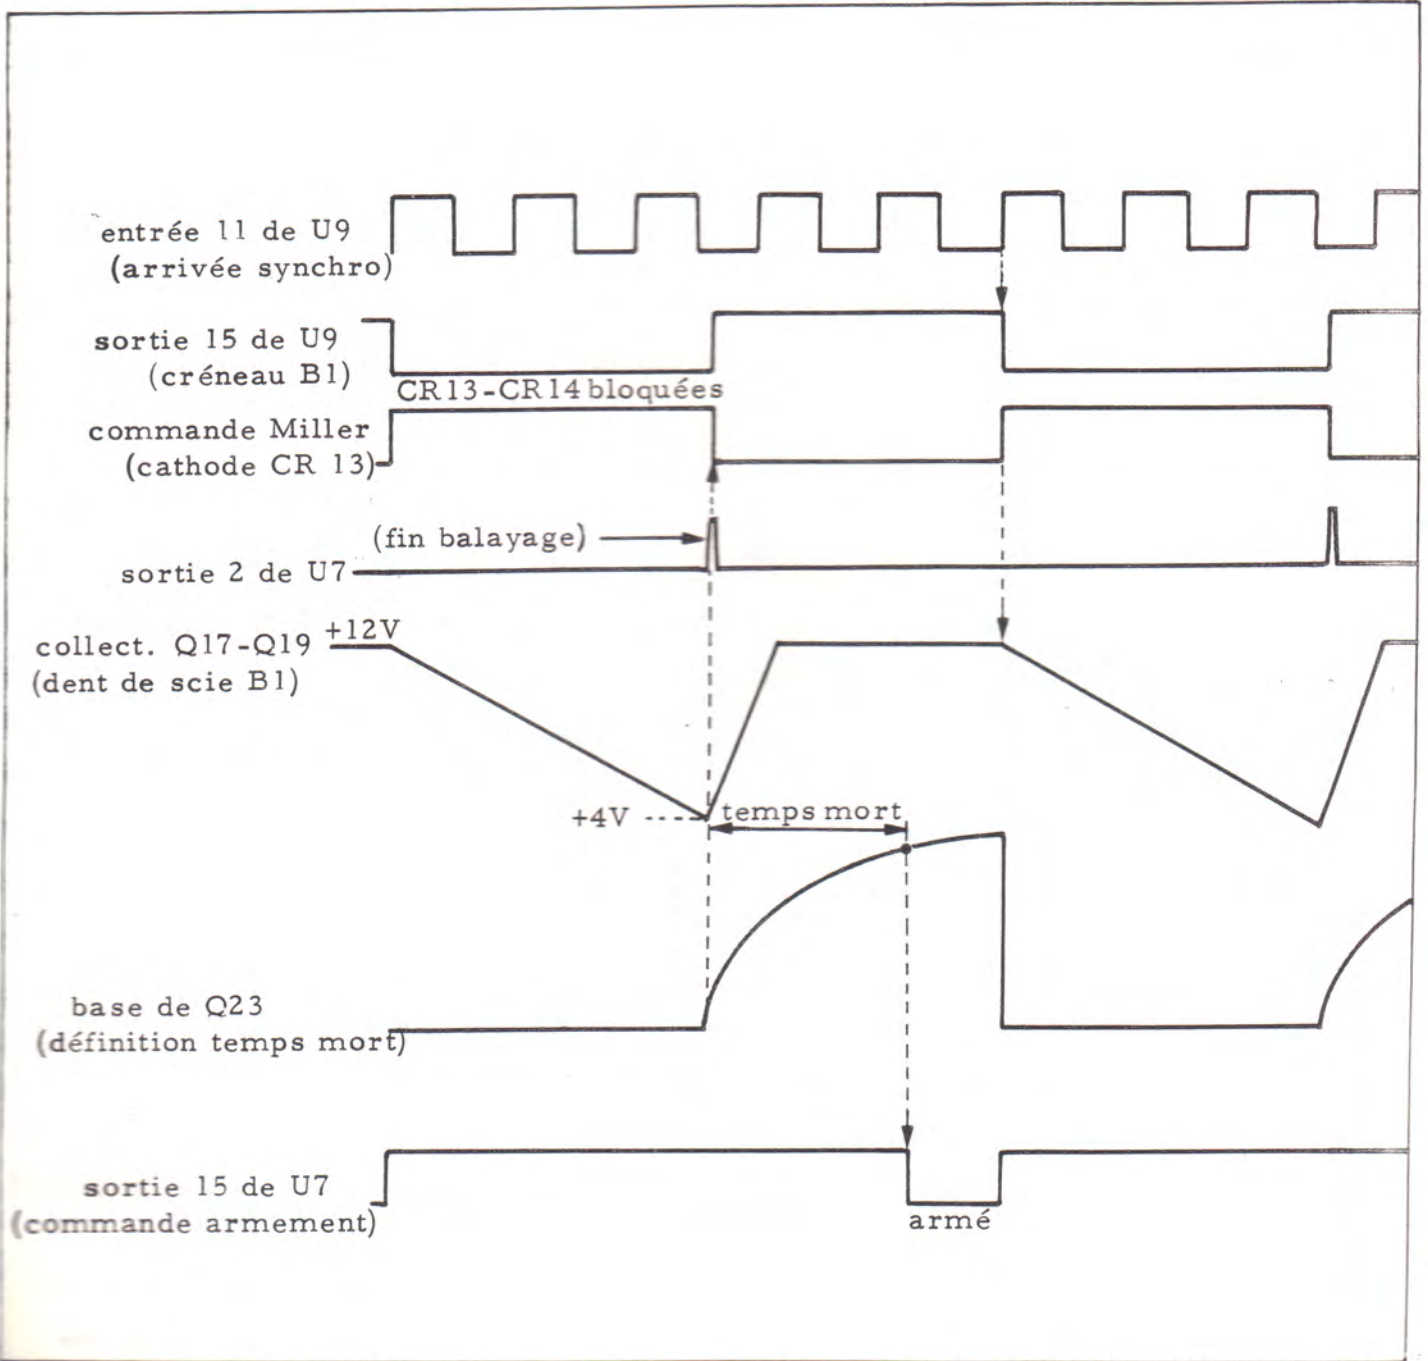 entrée 11 de U9
(arrivée synchro)
sortie 15 de U9
(créneau B1)
CR13-CR14 bloquées
commande Miller
(cathode CR 13)
(fin balayage)
sortie 2 de U7
collect. Q17-Q19
+12V
(dent de scie B1)
+4V
temps mort
base de Q23
(définition temps mort)
sortie 15 de U7
(commande armement)
armé